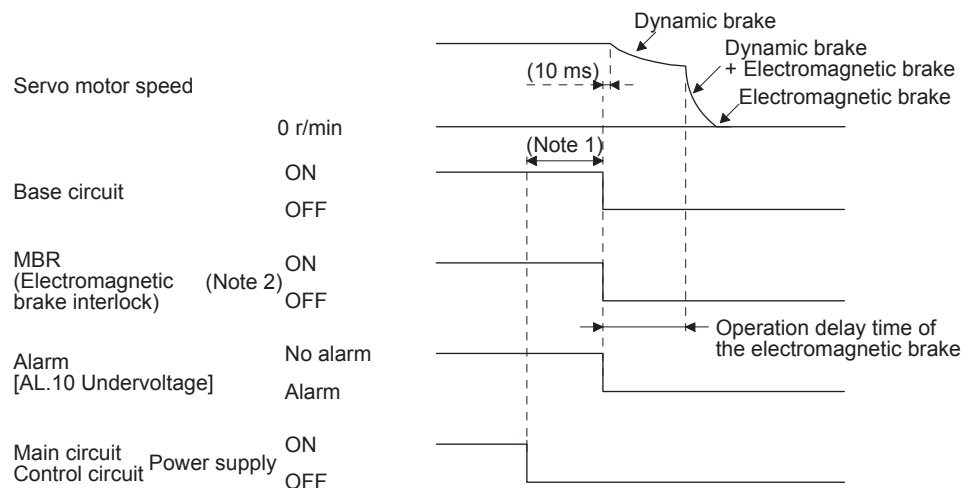 Dynamic brake
Dynamic brake
+ Electromagnetic brake
(10 ms)
Servo motor speed
Electromagnetic brake
0 r/min
(Note 1)
ON
Base circuit
OFF
MBR
(Electromagnetic
brake interlock)
(Note 2)
ON
OFF
Operation delay time of
the electromagnetic brake
No alarm
Alarm
[AL.10 Undervoltage]
Alarm
Main circuit
Control circuit
Power supply
ON
OFF